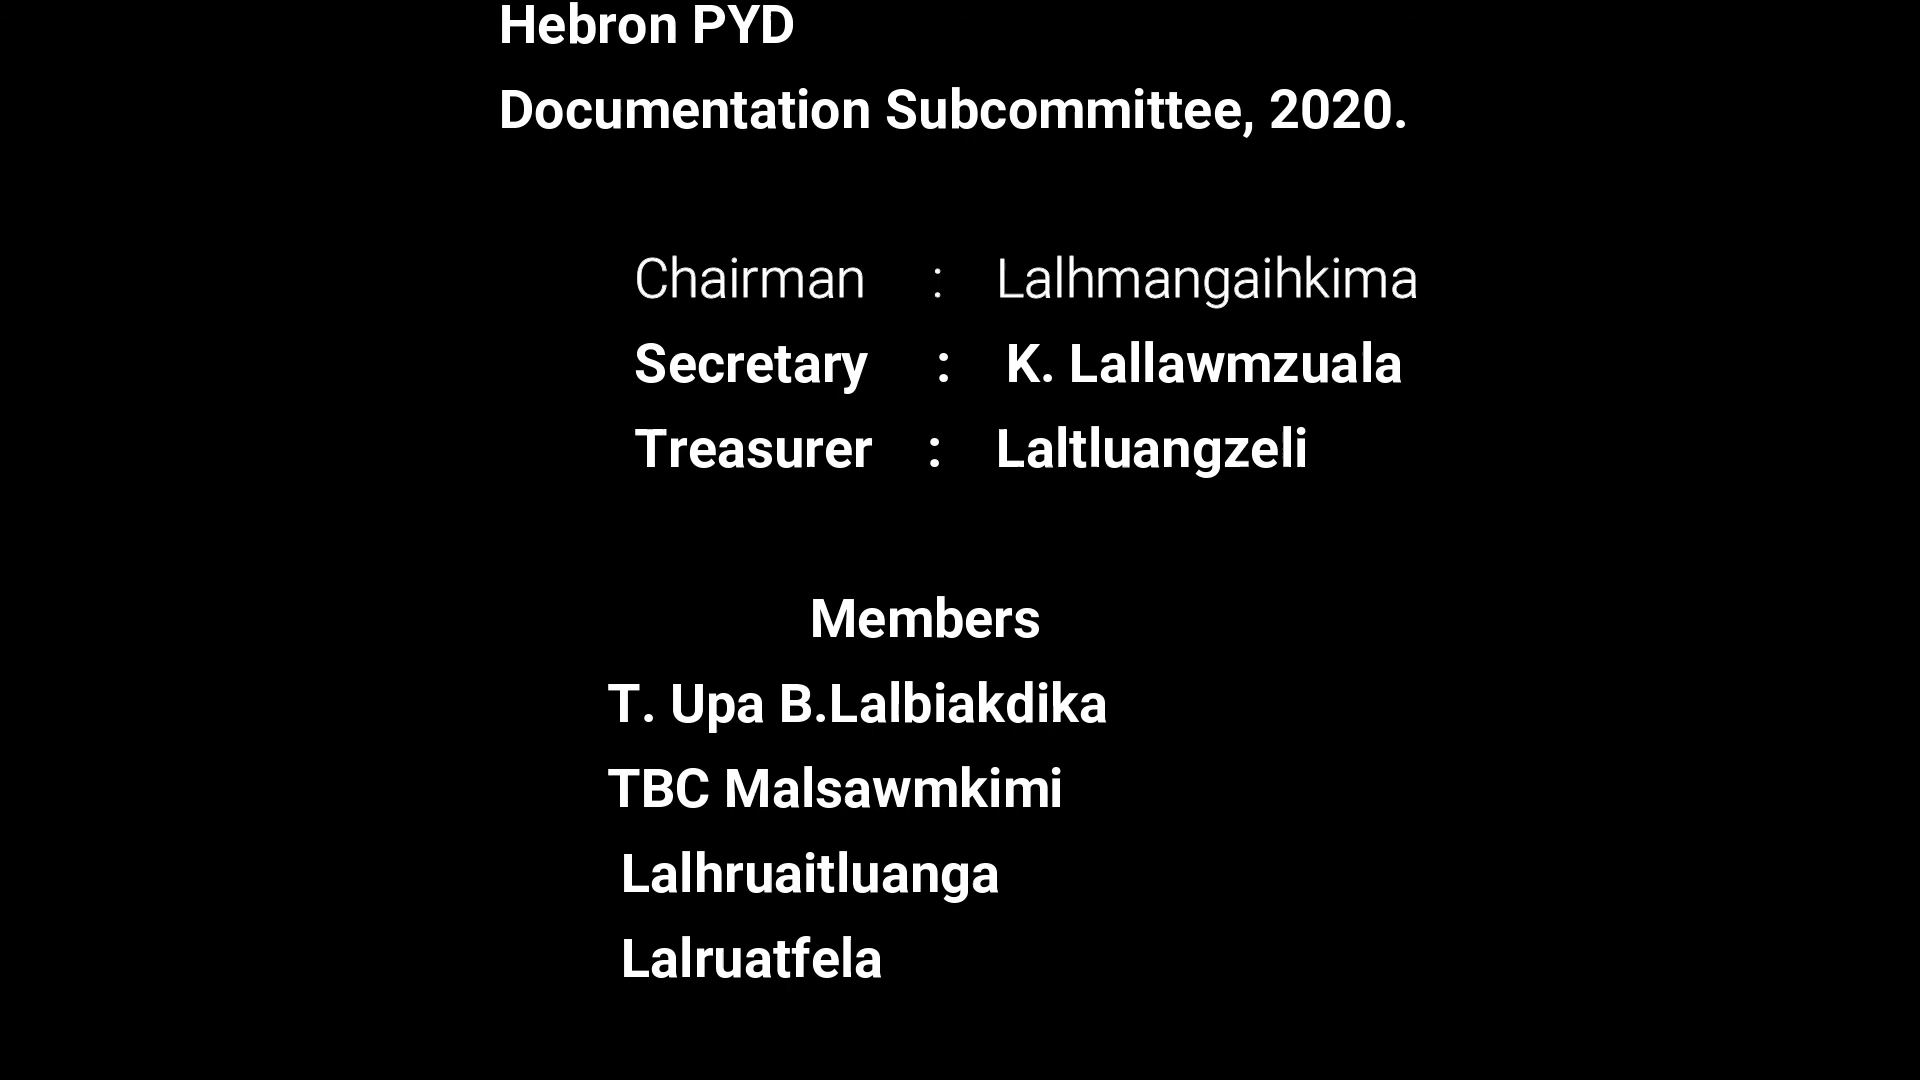 Hebron PYD
Documentation Subcommittee, 2020.
Chairman : Lalhmangaihkima
Secretary : K. Lallawmzuala
Treasurer : Laltluangzeli
Members
T. Upa B.Lalbiakdika
TBC Malsawmkimi
Lalhruaitluanga
Lalruatfela